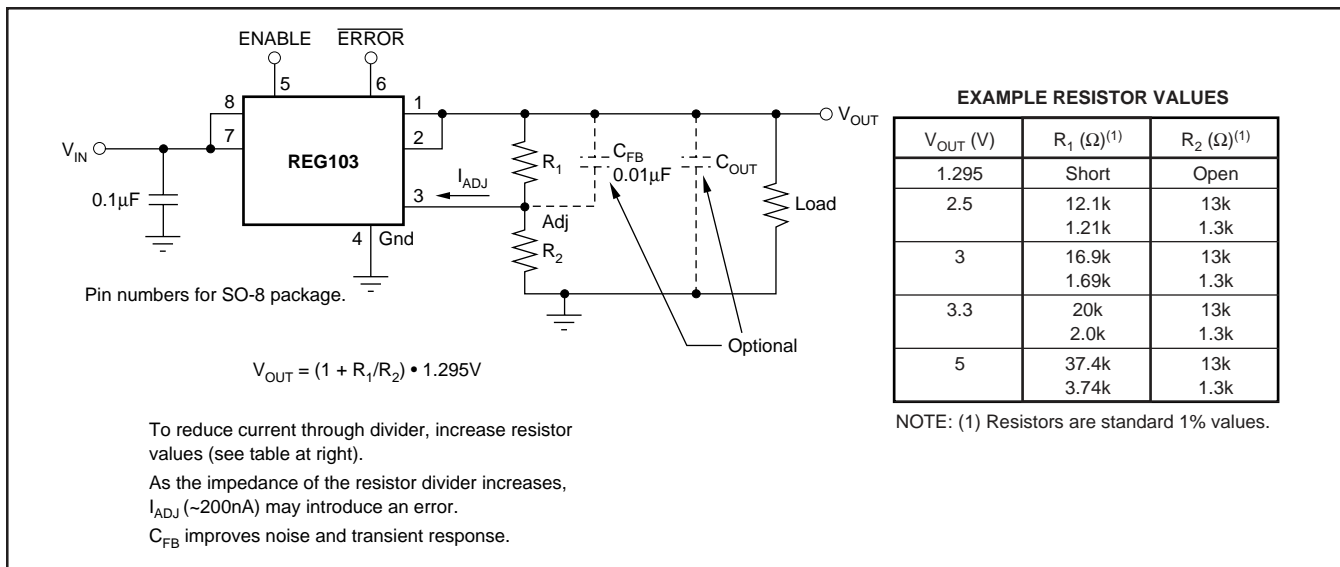 ENABLE
ERROR
5
6
8
7
1
2
3
4
REG103
V_IN
0.1μF
I_ADJ
Gnd
Adj
R_1
R_2
C_FB
0.01μF
C_OUT
Load
V_OUT
Optional
Pin numbers for SO-8 package.
V_OUT = (1 + R_1/R_2) • 1.295V
To reduce current through divider, increase resistor
values (see table at right).
As the impedance of the resistor divider increases,
I_ADJ (~200nA) may introduce an error.
C_FB improves noise and transient response.
EXAMPLE RESISTOR VALUES
V_OUT (V) R_1 (Ω)(1) R_2 (Ω)(1)
1.295 Short Open
2.5 12.1k 13k
1.21k 1.3k
3 16.9k 13k
1.69k 1.3k
3.3 20k 13k
2.0k 1.3k
5 37.4k 13k
3.74k 1.3k
NOTE: (1) Resistors are standard 1% values.